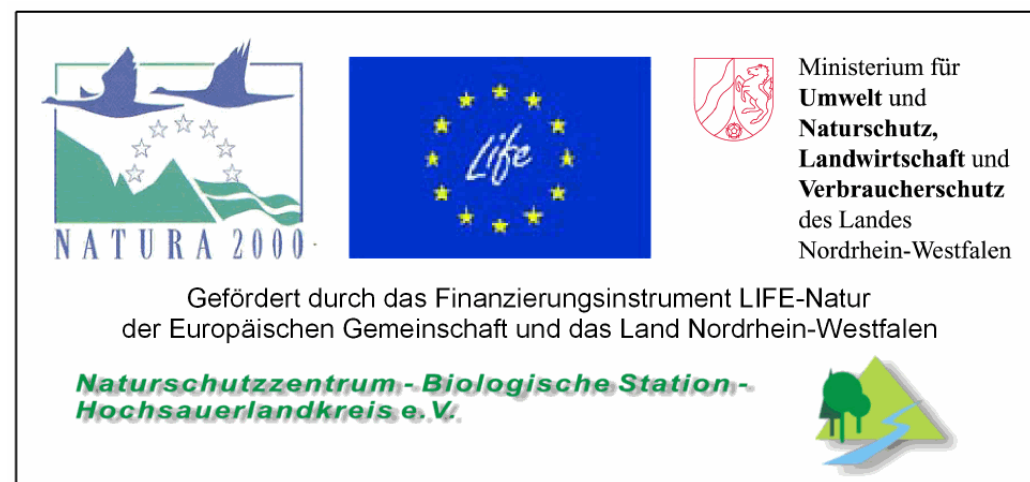 NATURA 2000
Life
Ministerium für
Umwelt und
Naturschutz,
Landwirtschaft und
Verbraucherschutz
des Landes
Nordrhein-Westfalen
Gefördert durch das Finanzierungsinstrument LIFE-Natur
der Europäischen Gemeinschaft und das Land Nordrhein-Westfalen
Naturschutzzentrum - Biologische Station -
Hochsauerlandkreis e.V.